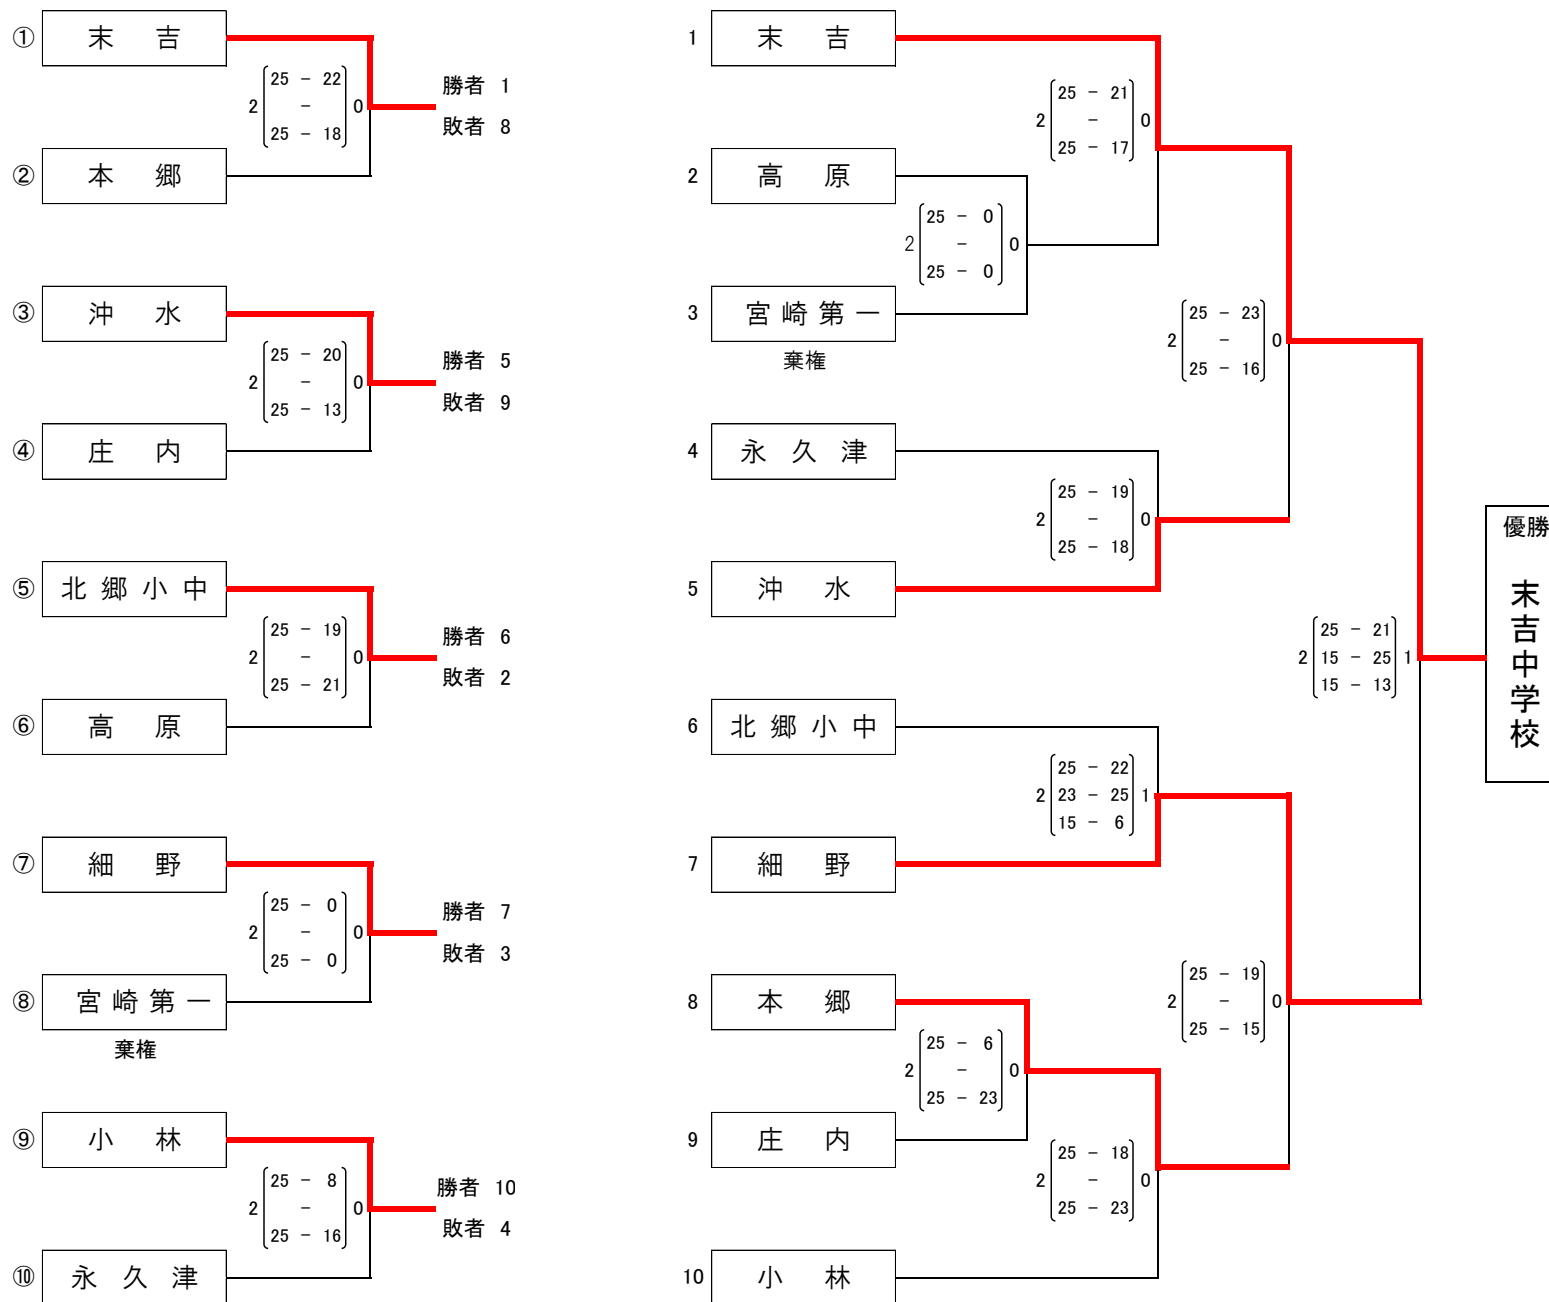 ① 末 吉
2 25 - 22 0
-
25 - 18
勝者 1
敗者 8
② 本 郷
③ 沖 水
2 25 - 20 0
-
25 - 13
勝者 5
敗者 9
④ 庄 内
⑤ 北 郷 小 中
2 25 - 19 0
-
25 - 21
勝者 6
敗者 2
⑥ 高 原
⑦ 細 野
2 25 - 0 0
-
25 - 0
勝者 7
敗者 3
⑧ 宮 崎 第 一
棄権
⑨ 小 林
2 25 - 8 0
-
25 - 16
勝者 10
敗者 4
⑩ 永 久 津
1 末 吉
25 - 21
2 - 0
25 - 17
2 高 原
25 - 0
2 - 0
25 - 0
3 宮 崎 第 一
棄権
25 - 23
2 - 0
25 - 16
4 永 久 津
25 - 19
2 - 0
25 - 18
5 沖 水
25 - 21
2 15 - 25 1
15 - 13
6 北 郷 小 中
25 - 22
2 23 - 25 1
15 - 6
7 細 野
25 - 19
2 - 0
25 - 15
8 本 郷
25 - 6
2 - 0
25 - 23
9 庄 内
25 - 18
2 - 0
25 - 23
10 小 林
優勝
末吉中学校